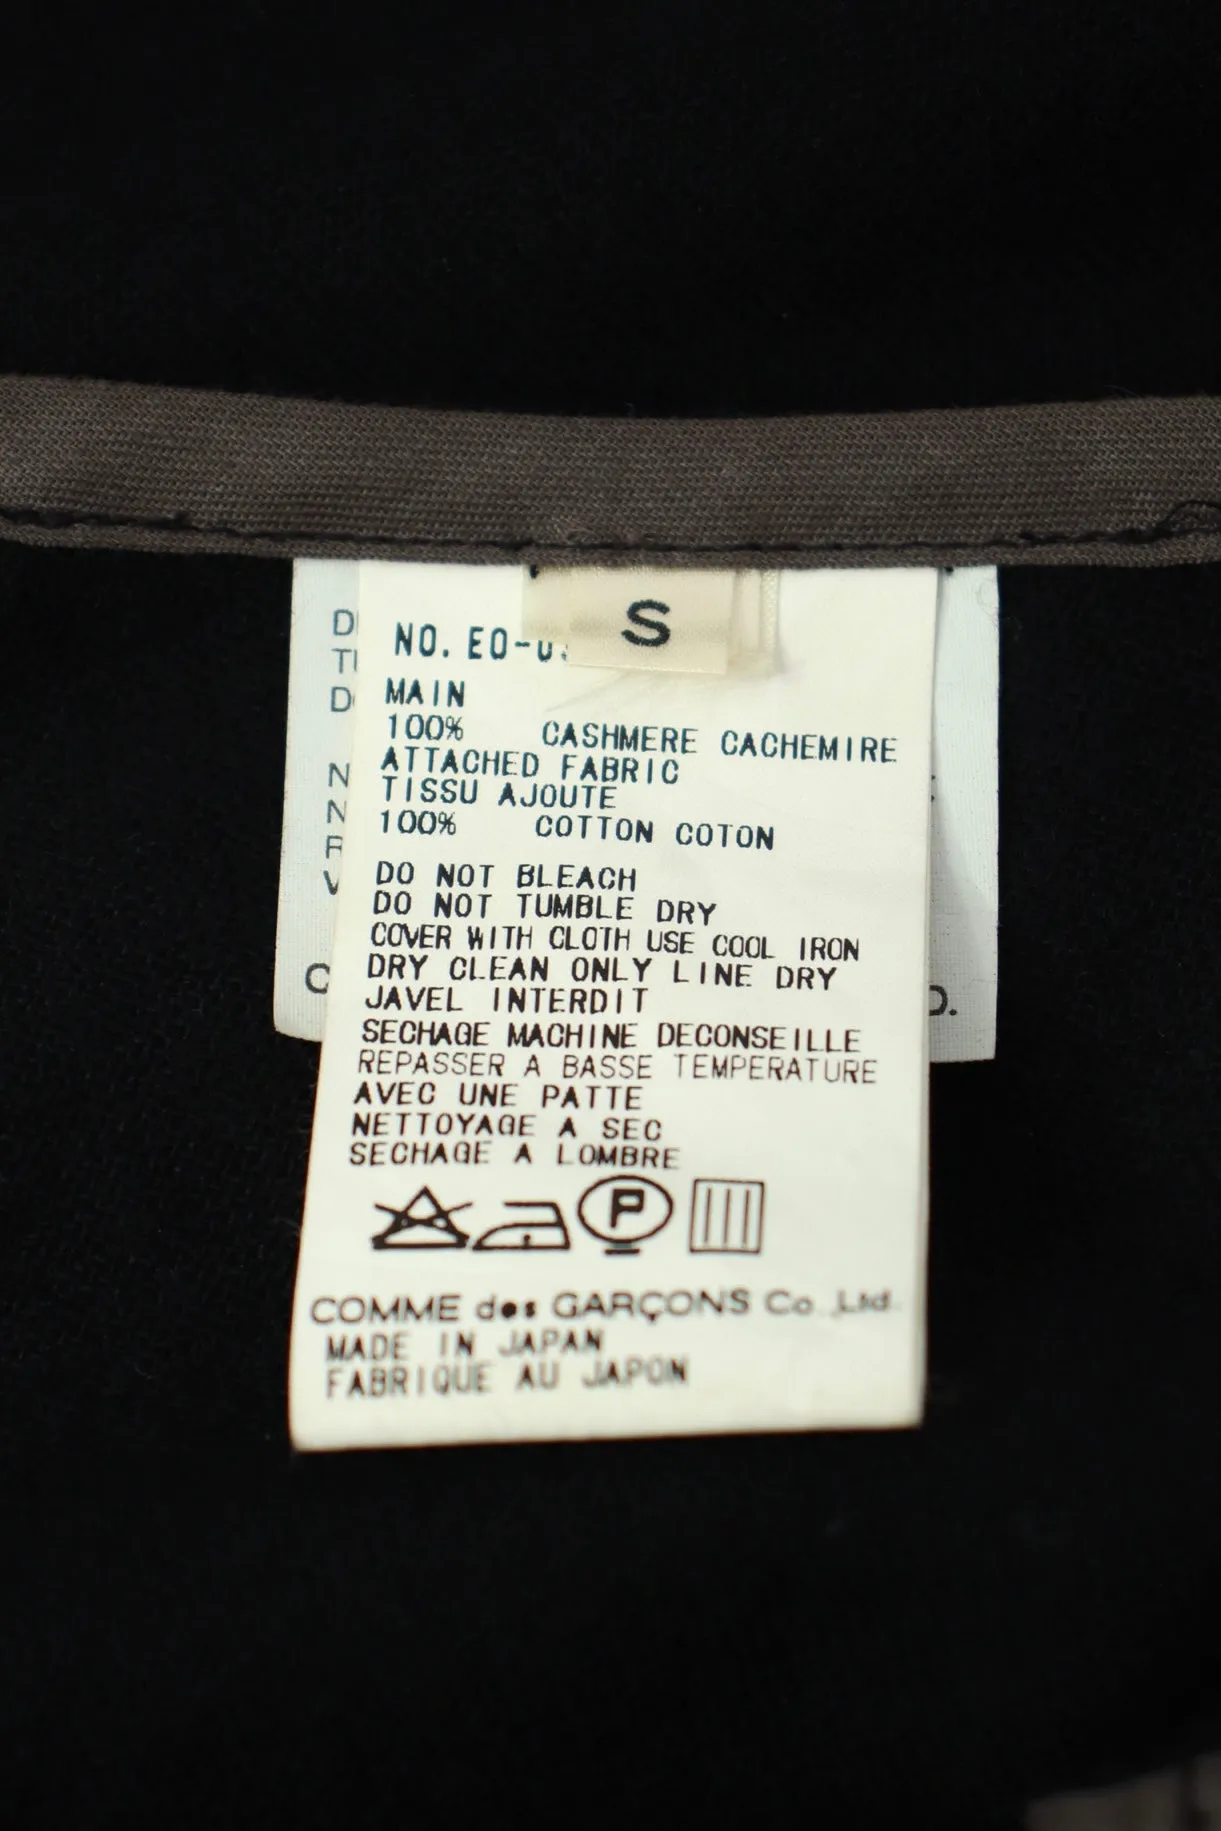 S
NO. EO-0
MAIN
100% CASHMERE CACHEMIRE
ATTACHED FABRIC
TISSU AJOUTE
100% COTTON COTON
DO NOT BLEACH
DO NOT TUMBLE DRY
COVER WITH CLOTH USE COOL IRON
DRY CLEAN ONLY LINE DRY
JAVEL INTERDIT
SECHAGE MACHINE DECONSEILLE
REPASSER A BASSE TEMPERATURE
AVEC UNE PATTE
NETTOYAGE A SEC
SECHAGE A LOMBRE
P
COMME des GARÇONS Co. Ltd.
MADE IN JAPAN
FABRIQUE AU JAPON